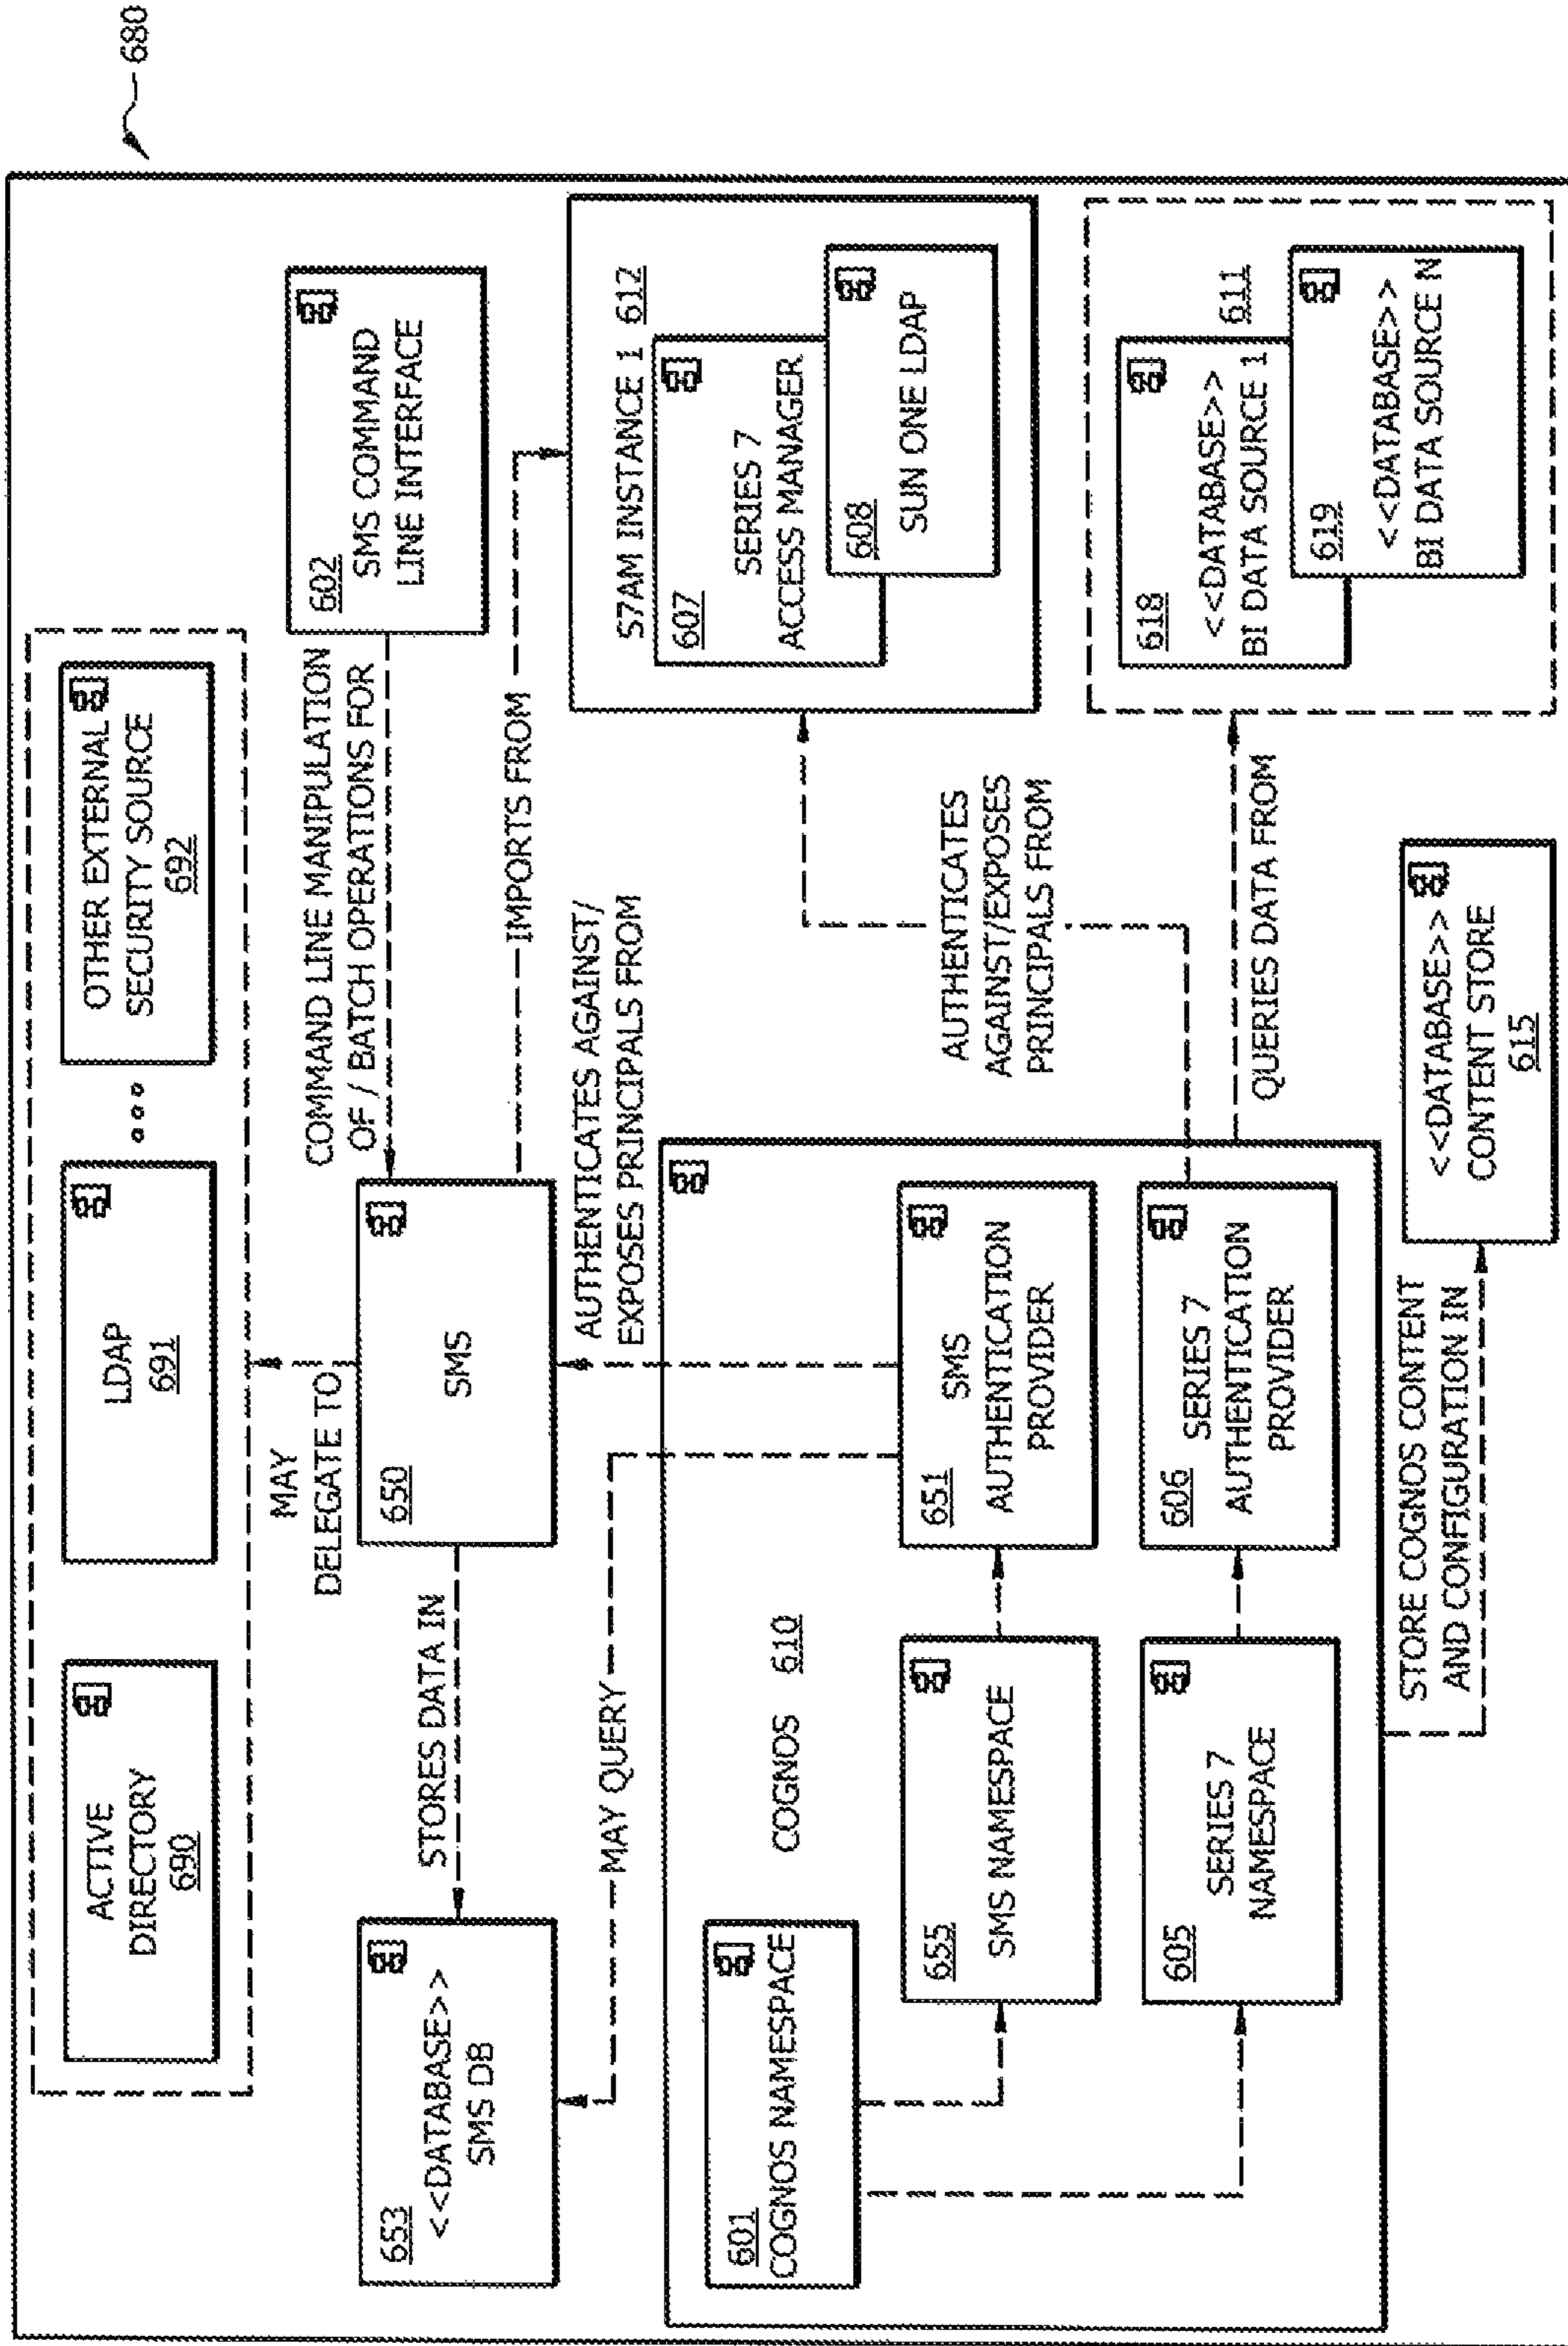 680
ACTIVE
DIRECTORY
690
LDAP
691
OTHER EXTERNAL
SECURITY SOURCE
692
MAY
DELEGATE TO
COMMAND LINE MANIPULATION
OF / BATCH OPERATIONS FOR
602
SMS COMMAND
LINE INTERFACE
653
<<DATABASE>>
SMS DB
STORES DATA IN
650
SMS
IMPORTS FROM
MAY QUERY
AUTHENTICATES AGAINST/
EXPOSES PRINCIPALS FROM
S7AM INSTANCE 1 612
607
SERIES 7
ACCESS MANAGER
608
SUN ONE LDAP
601
COGNOS NAMESPACE
COGNOS 610
655
SMS NAMESPACE
651
SMS
AUTHENTICATION
PROVIDER
605
SERIES 7
NAMESPACE
606
SERIES 7
AUTHENTICATION
PROVIDER
AUTHENTICATES
AGAINST/EXPOSES
PRINCIPALS FROM
QUERIES DATA FROM
618
<<DATABASE>>
BI DATA SOURCE 1
611
619
<<DATABASE>>
BI DATA SOURCE N
STORE COGNOS CONTENT
AND CONFIGURATION IN
<<DATABASE>>
CONTENT STORE
615